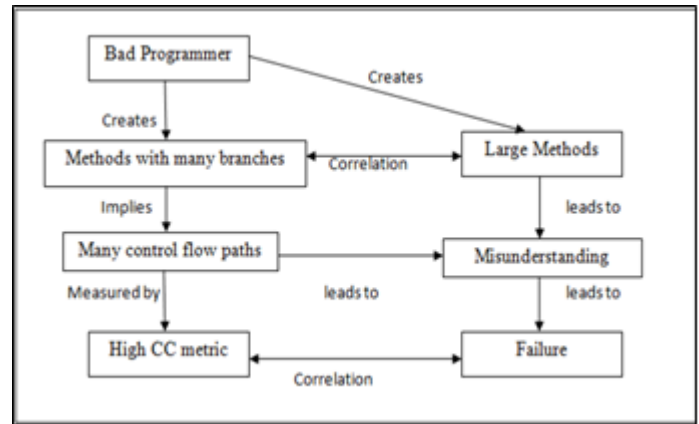 Bad Programmer
Creates
Creates
Methods with many branches
Correlation
Large Methods
Implies
leads to
Many control flow paths
Misunderstanding
Measured by
leads to
leads to
High CC metric
Failure
Correlation